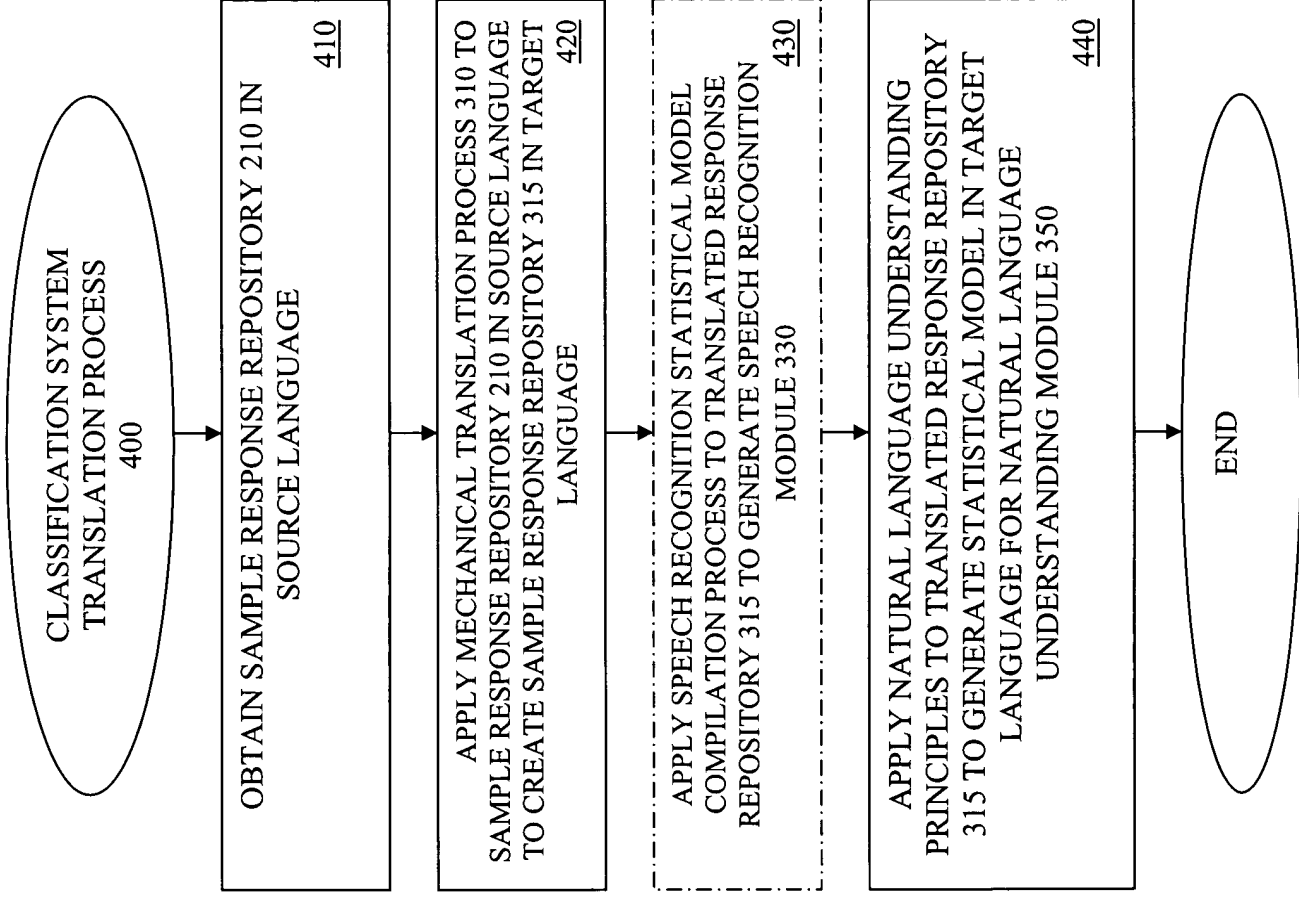 CLASSIFICATION SYSTEM
TRANSLATION PROCESS
400
OBTAIN SAMPLE RESPONSE REPOSITORY 210 IN
SOURCE LANGUAGE
410
APPLY MECHANICAL TRANSLATION PROCESS 310 TO
SAMPLE RESPONSE REPOSITORY 210 IN SOURCE LANGUAGE
TO CREATE SAMPLE RESPONSE REPOSITORY 315 IN TARGET
LANGUAGE
420
APPLY SPEECH RECOGNITION STATISTICAL MODEL
COMPILATION PROCESS TO TRANSLATED RESPONSE
REPOSITORY 315 TO GENERATE SPEECH RECOGNITION
MODULE 330
430
APPLY NATURAL LANGUAGE UNDERSTANDING
PRINCIPLES TO TRANSLATED RESPONSE REPOSITORY
315 TO GENERATE STATISTICAL MODEL IN TARGET
LANGUAGE FOR NATURAL LANGUAGE
UNDERSTANDING MODULE 350
440
END